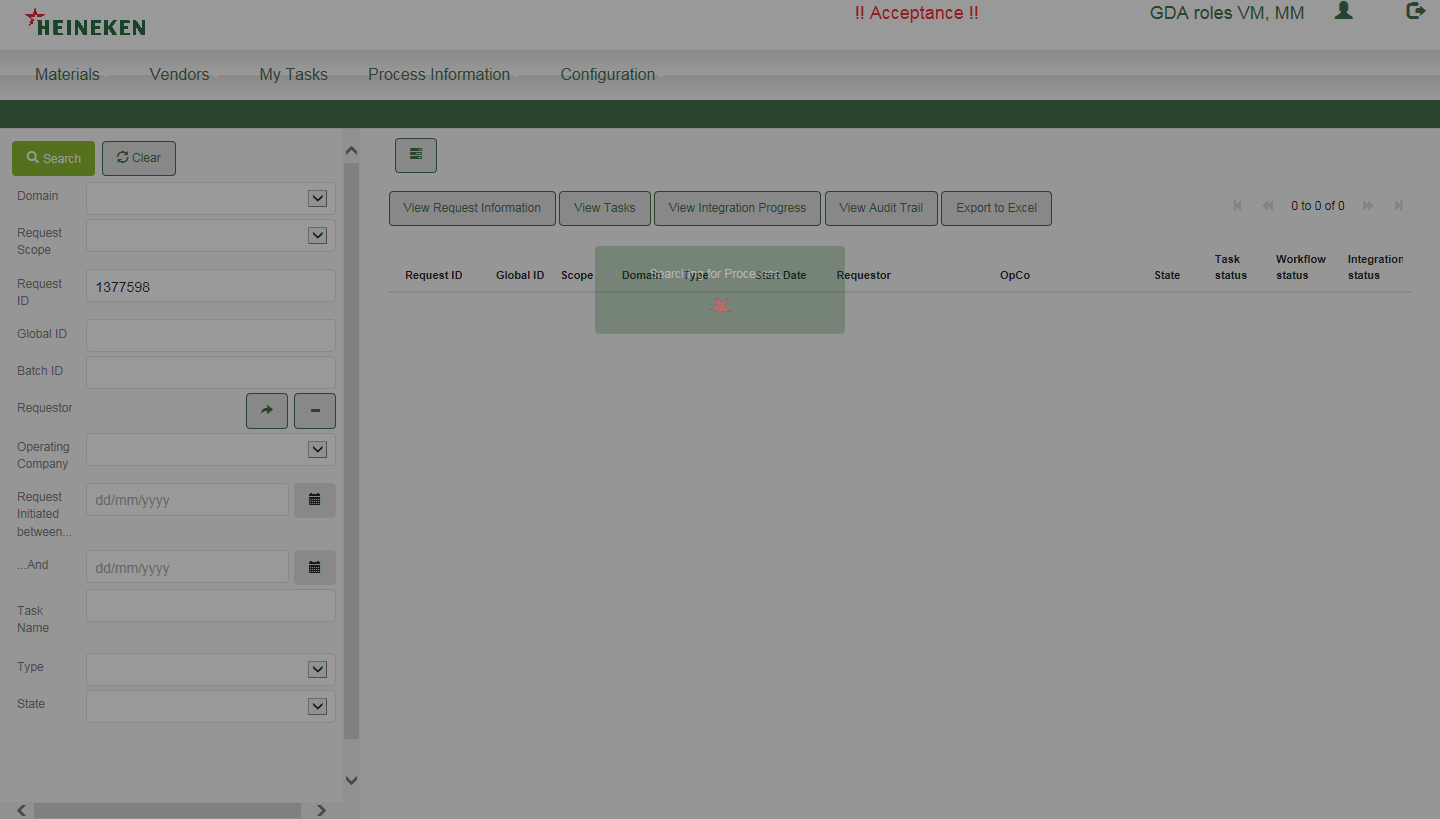 HEINEKEN
!! Acceptance !!
GDA roles VM, MM
Materials Vendors My Tasks Process Information Configuration
Search Clear
Domain
Request
Scope
Request
ID
1377598
Global ID
Batch ID
Requestor
Operating
Company
Request
Initiated
between...
dd/mm/yyyy
...And
dd/mm/yyyy
Task
Name
Type
State
View Request Information View Tasks View Integration Progress View Audit Trail Export to Excel
0 to 0 of 0
Request ID Global ID Scope Domain Type Start Date Requestor OpCo State Task status Workflow status Integration status
Searching for Processes